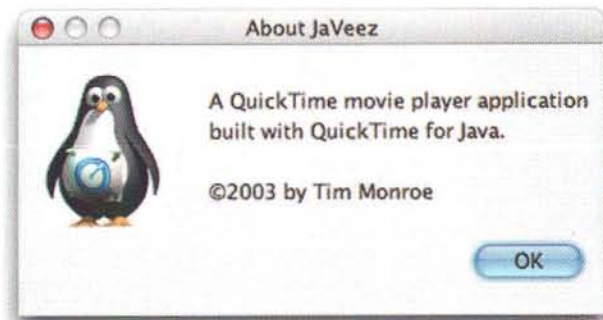 About JaVeez
A QuickTime movie player application
built with QuickTime for Java.
©2003 by Tim Monroe
OK